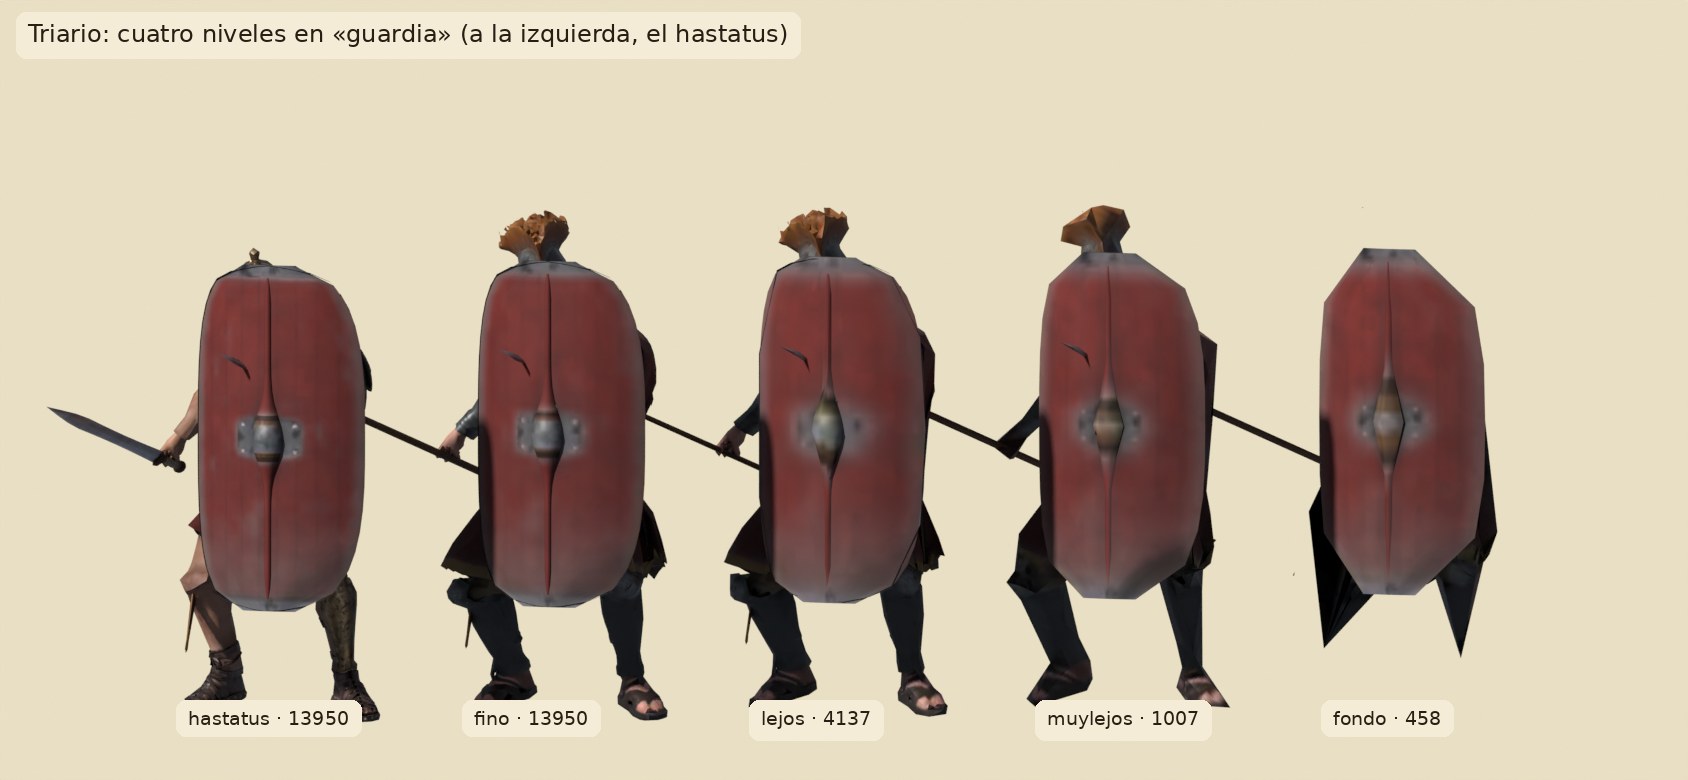 Triario: cuatro niveles en «guardia» (a la izquierda, el hastatus)
hastatus · 13950
fino · 13950
lejos · 4137
muylejos · 1007
fondo · 458